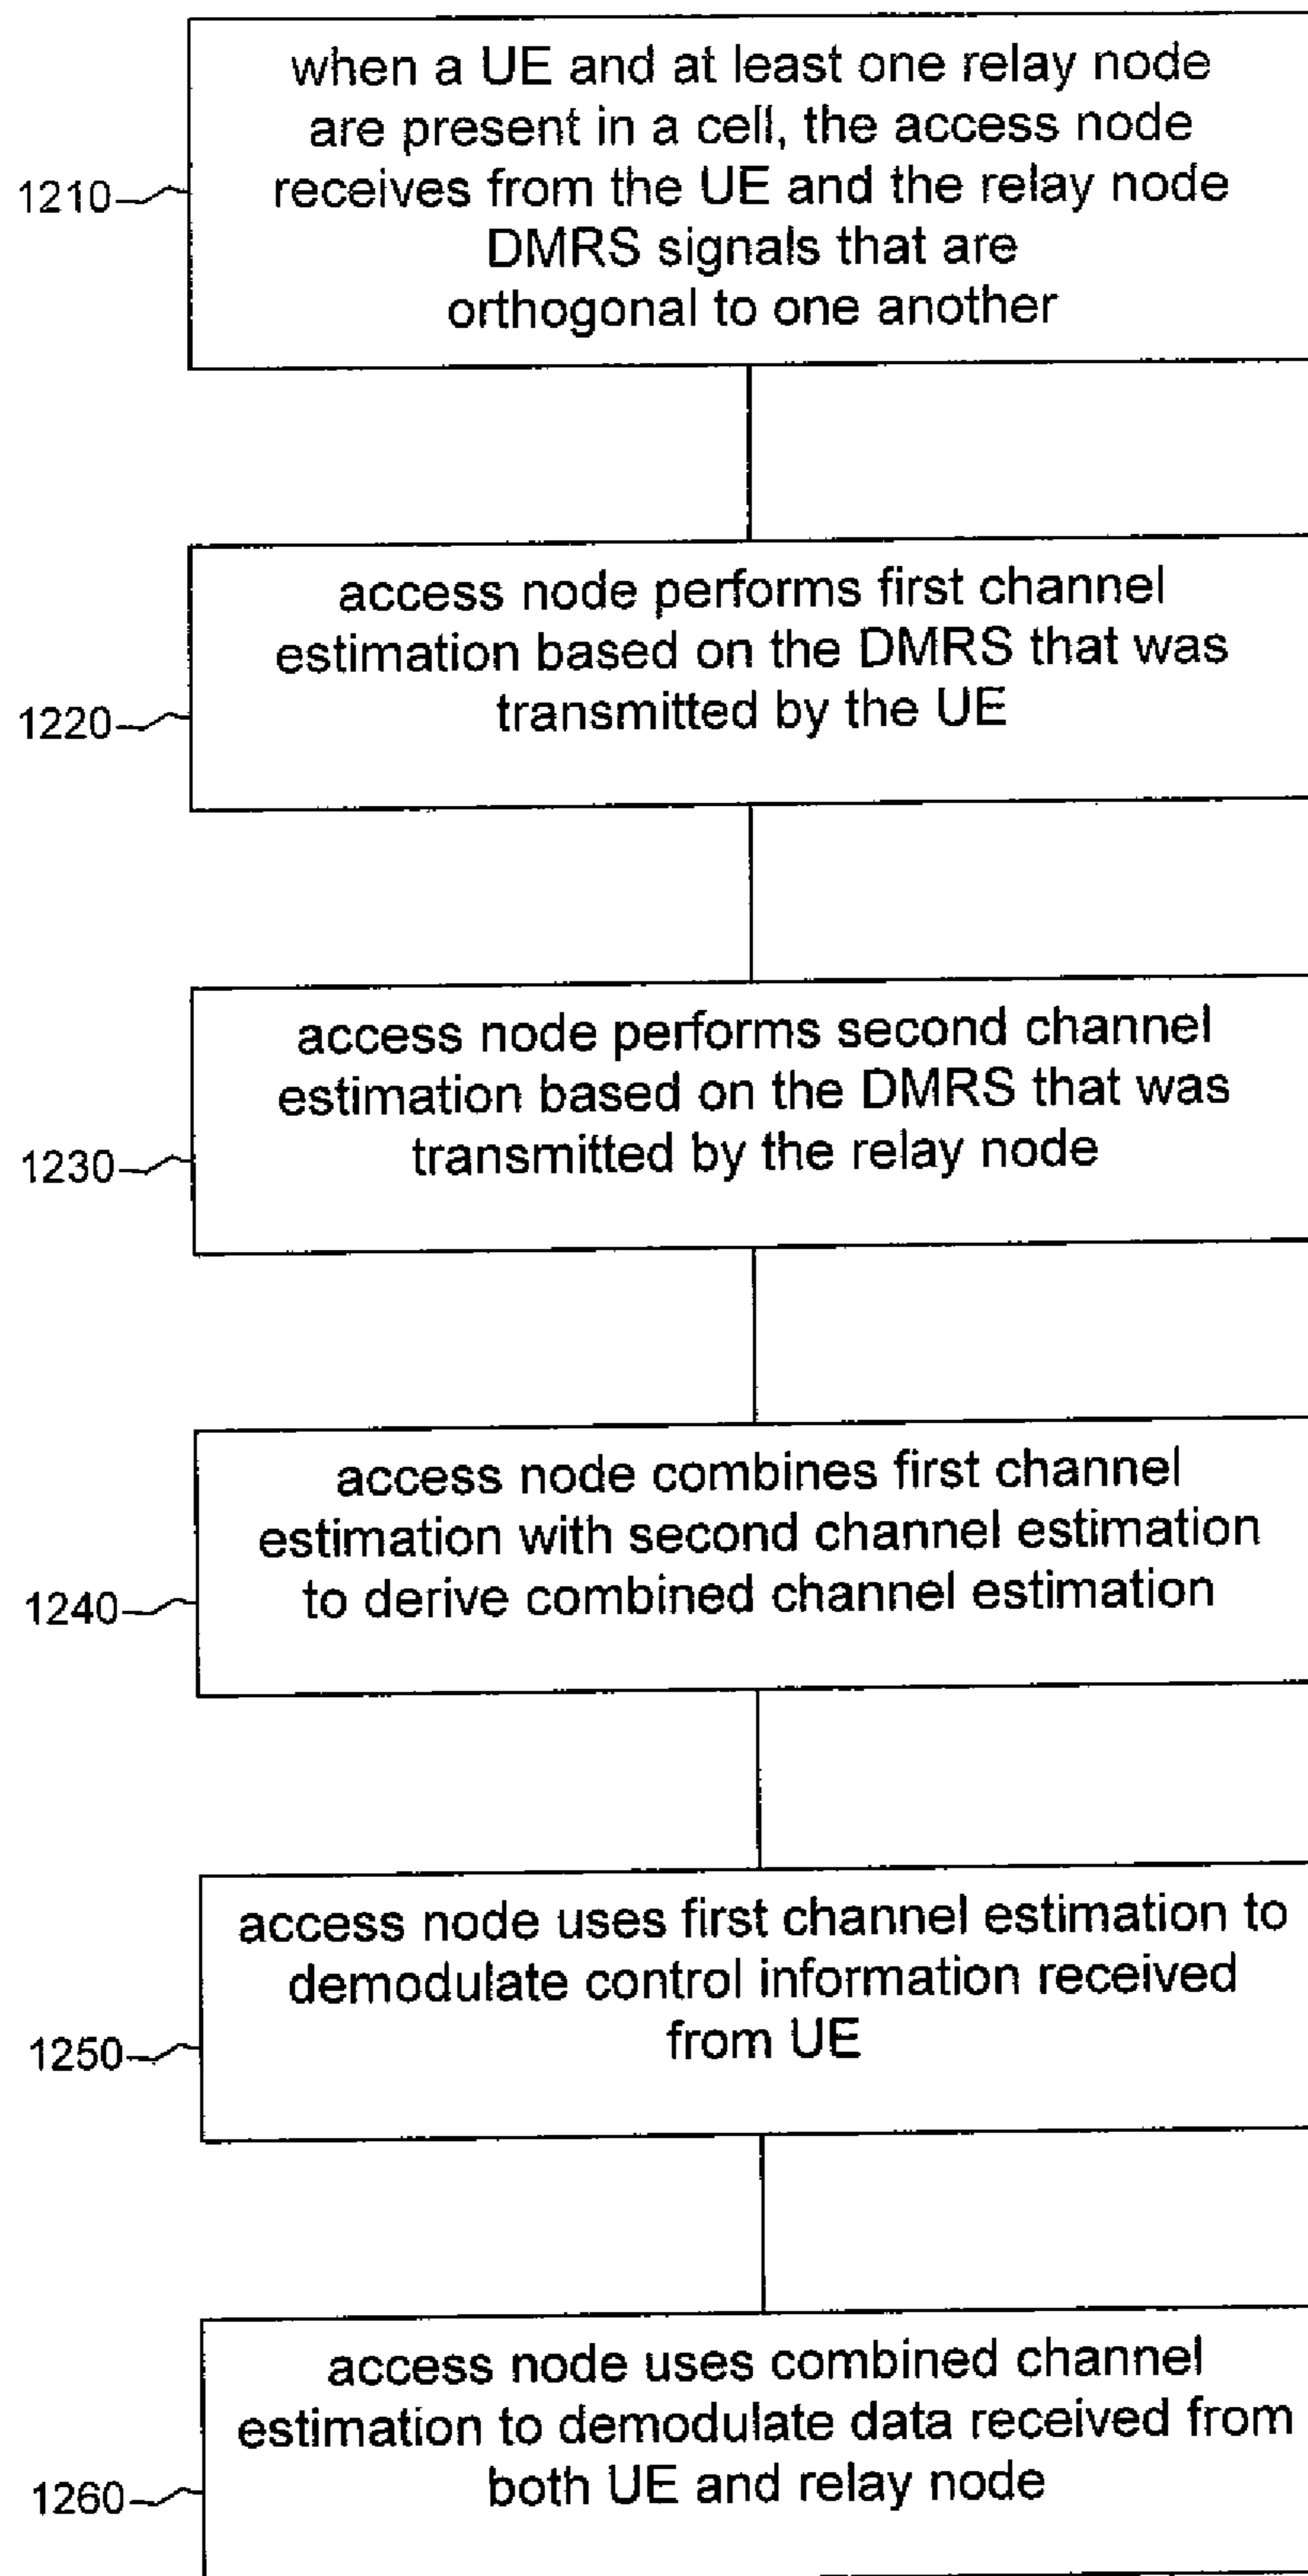 when a UE and at least one relay node
are present in a cell, the access node
1210
receives from the UE and the relay node
DMRS signals that are
orthogonal to one another
access node performs first channel
estimation based on the DMRS that was
1220
transmitted by the UE
access node performs second channel
estimation based on the DMRS that was
1230
transmitted by the relay node
access node combines first channel
estimation with second channel estimation
1240
to derive combined channel estimation
access node uses first channel estimation to
demodulate control information received
1250
from UE
access node uses combined channel
estimation to demodulate data received from
1260
both UE and relay node